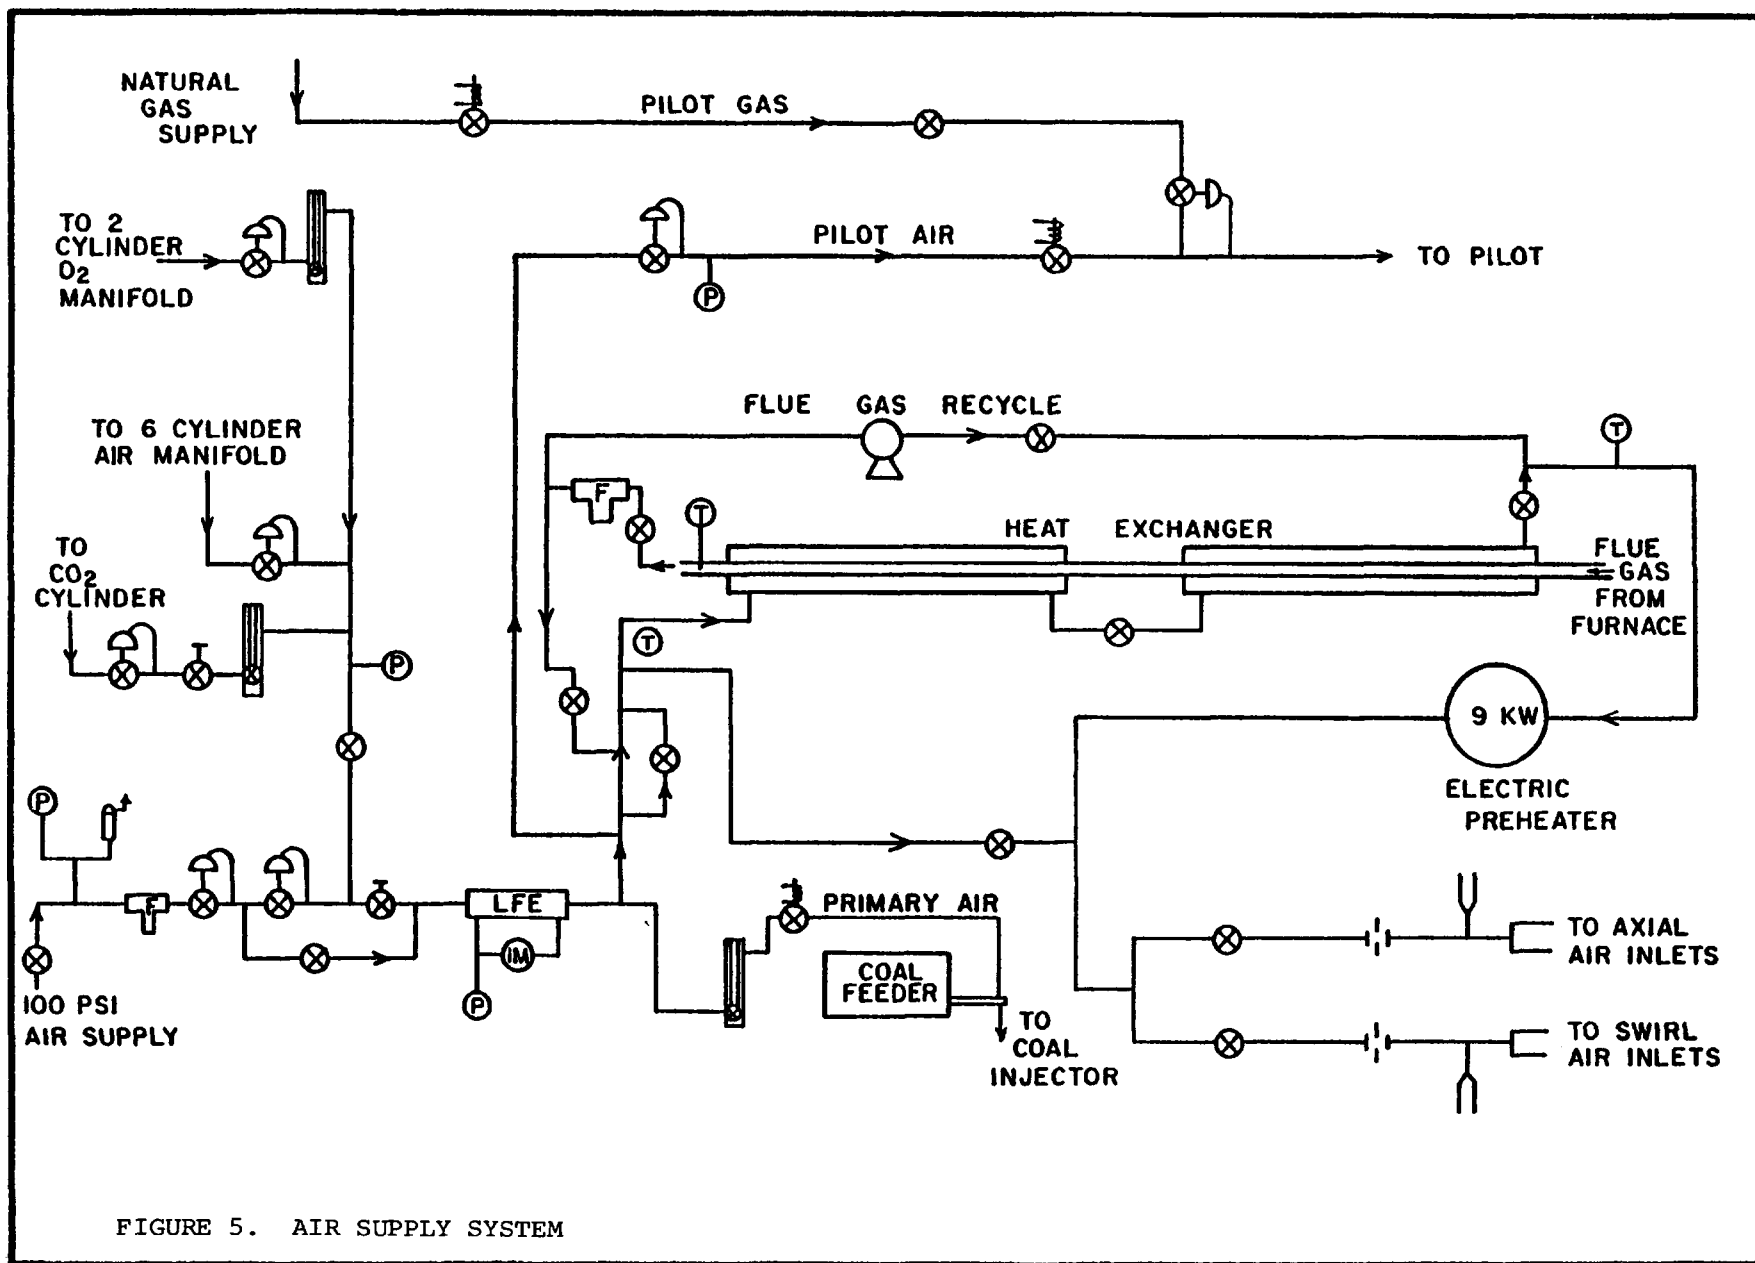 NATURAL
GAS
SUPPLY
PILOT GAS
TO 2
CYLINDER
O2
MANIFOLD
PILOT AIR
TO PILOT
P
FLUE GAS RECYCLE
TO 6 CYLINDER
AIR MANIFOLD
T
F
T
HEAT EXCHANGER
FLUE
GAS
FROM
FURNACE
TO
CO2
CYLINDER
T
P
9 KW
ELECTRIC
PREHEATER
P
F
LFE
IM
P
PRIMARY AIR
COAL
FEEDER
TO
COAL
INJECTOR
TO AXIAL
AIR INLETS
TO SWIRL
AIR INLETS
100 PSI
AIR SUPPLY
FIGURE 5. AIR SUPPLY SYSTEM